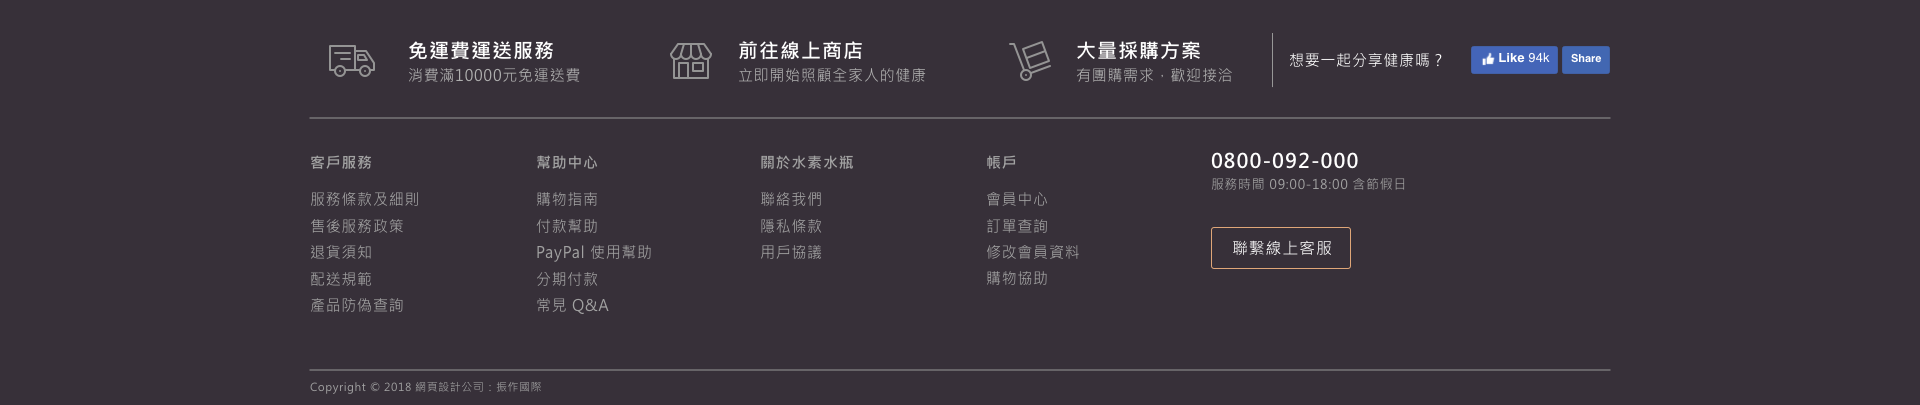 免運費運送服務
消費滿10000元免運送費
前往線上商店
立即開始照顧全家人的健康
大量採購方案
有團購需求．歡迎接洽
想要一起分享健康嗎？
Like 94k
Share
客戶服務
服務條款及細則
售後服務政策
退貨須知
配送規範
產品防偽查詢
幫助中心
購物指南
付款幫助
PayPal 使用幫助
分期付款
常見 Q&A
關於水素水瓶
聯絡我們
隱私條款
用戶協議
帳戶
會員中心
訂單查詢
修改會員資料
購物協助
0800-092-000
服務時間 09:00-18:00 含節假日
聯繫線上客服
Copyright © 2018 網頁設計公司：振作國際